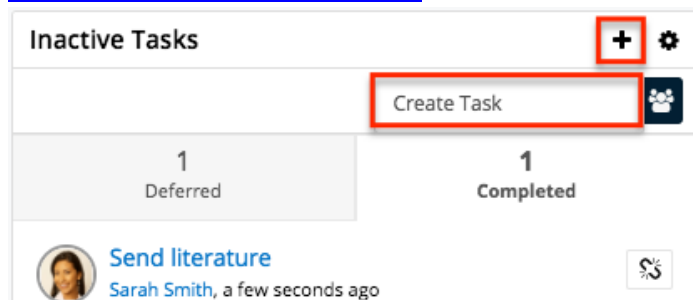 Inactive Tasks
Create Task
1
Deferred
1
Completed
Send literature
Sarah Smith, a few seconds ago